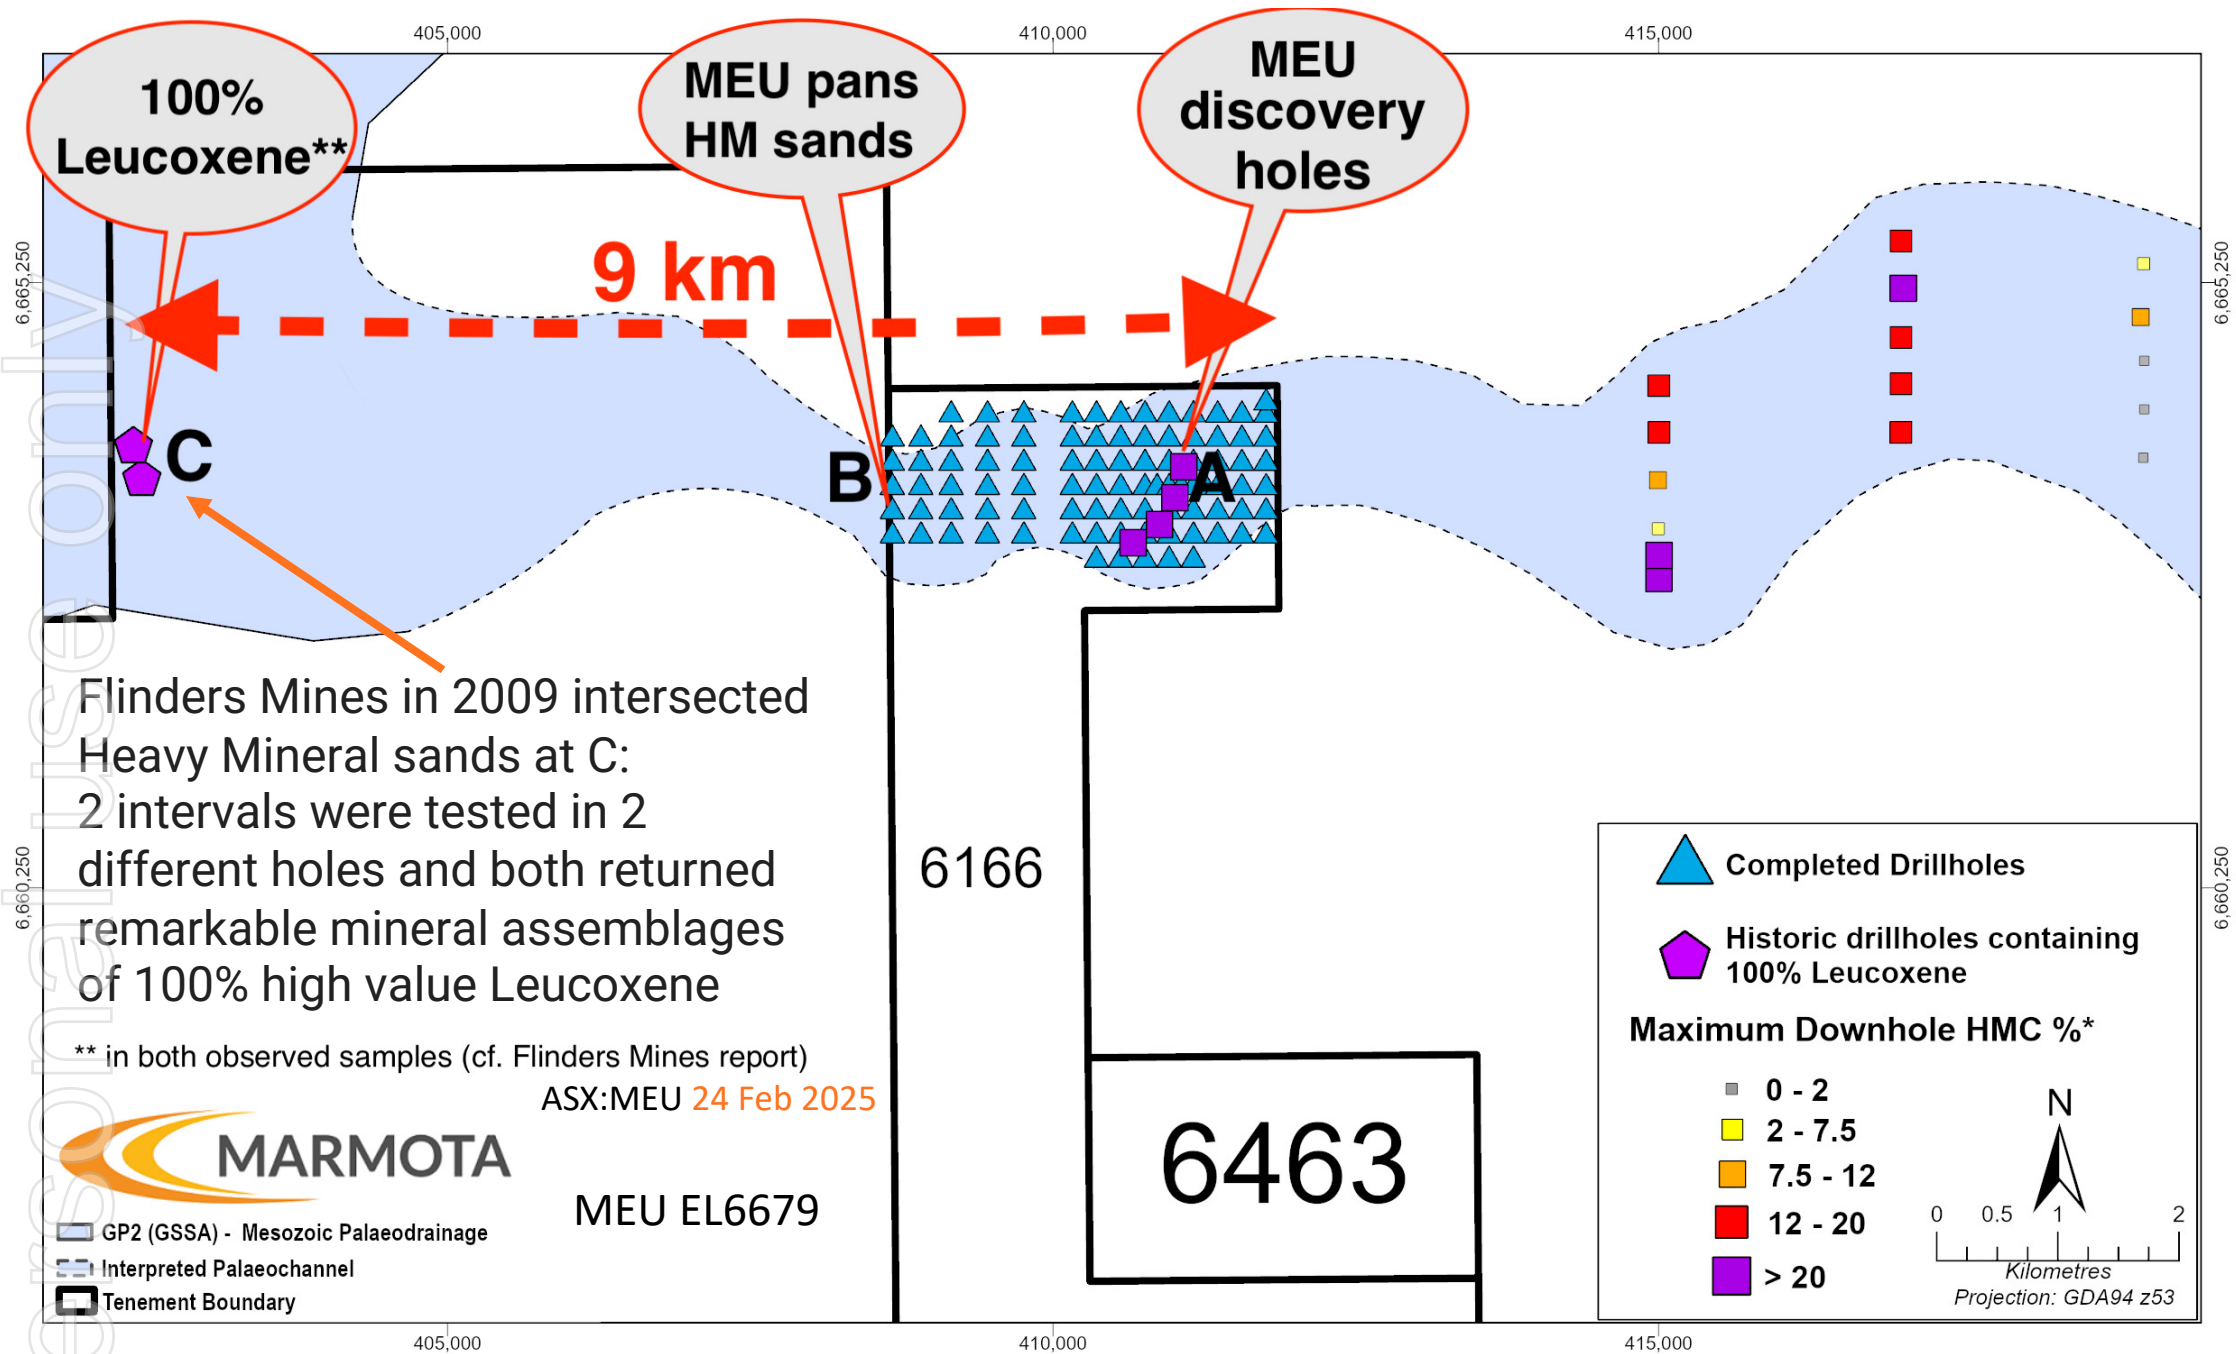 405,000
410,000
415,000
100%
Leucoxene**
MEU pans
HM sands
MEU
discovery
holes
6,665,250
6,665,250
9 km
C
B
A
Flinders Mines in 2009 intersected
Heavy Mineral sands at C:
2 intervals were tested in 2
different holes and both returned
remarkable mineral assemblages
of 100% high value Leucoxene
** in both observed samples (cf. Flinders Mines report)
ASX:MEU 24 Feb 2025
6,660,250
6,660,250
6166
6463
MARMOTA
MEU EL6679
GP2 (GSSA) - Mesozoic Palaeodrainage
Interpreted Palaeochannel
Tenement Boundary
Completed Drillholes
Historic drillholes containing
100% Leucoxene
Maximum Downhole HMC %*
0 - 2
2 - 7.5
7.5 - 12
12 - 20
> 20
N
0 0.5 1 2
Kilometres
Projection: GDA94 z53
405,000
410,000
415,000
ersonal use only